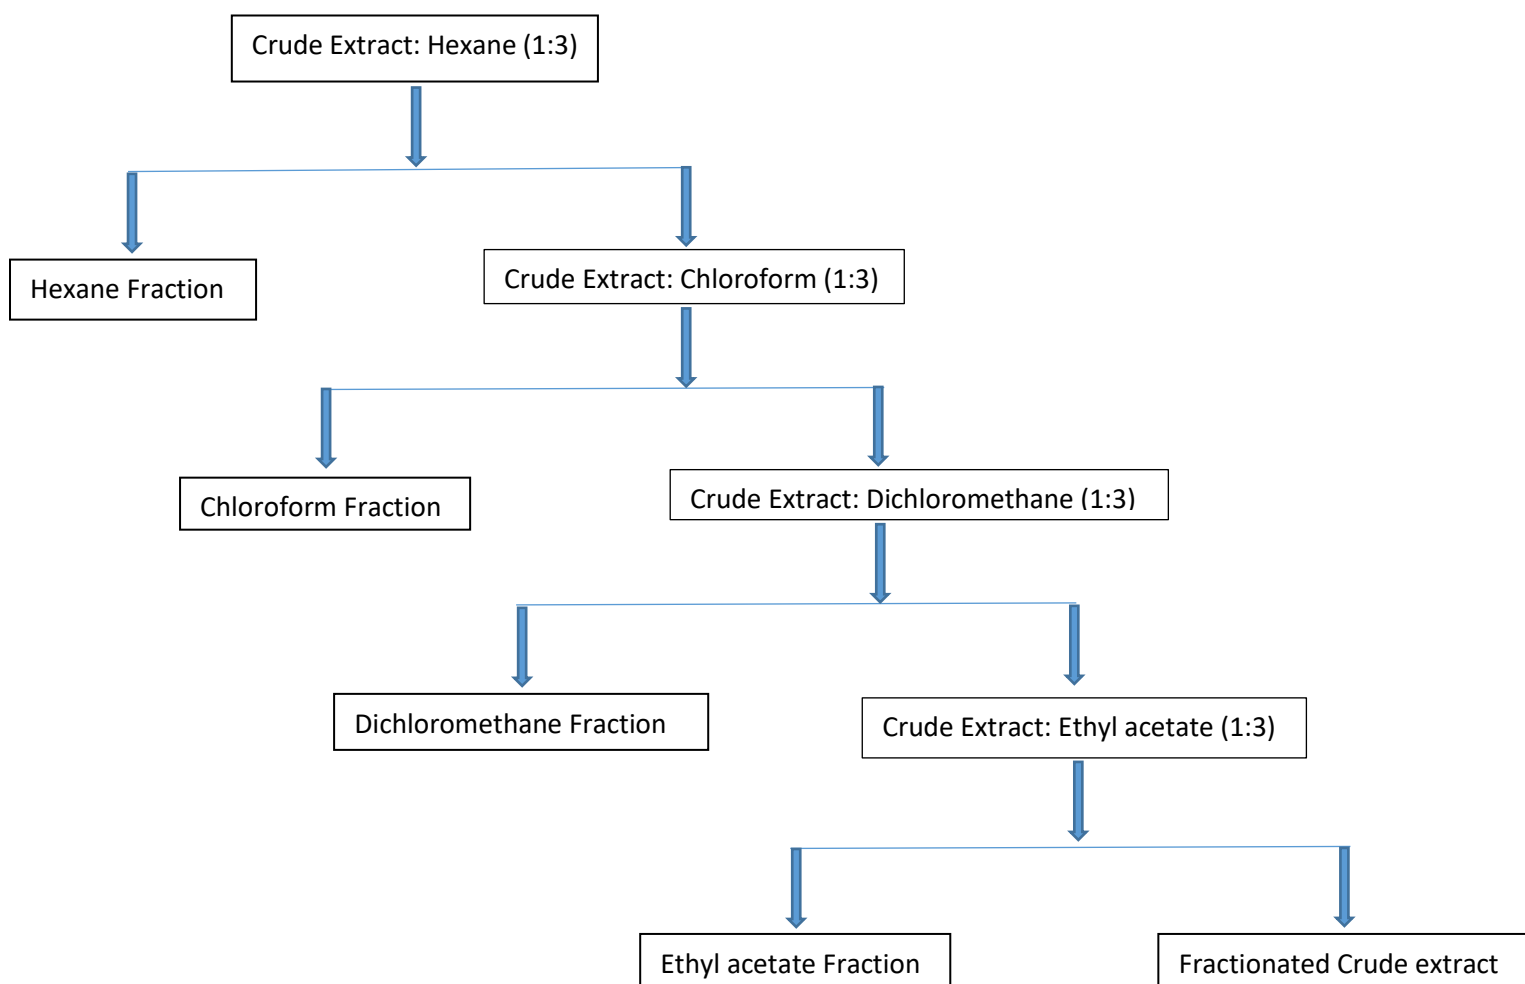 Crude Extract: Hexane (1:3)
Hexane Fraction
Crude Extract: Chloroform (1:3)
Chloroform Fraction
Crude Extract: Dichloromethane (1:3)
Dichloromethane Fraction
Crude Extract: Ethyl acetate (1:3)
Ethyl acetate Fraction
Fractionated Crude extract